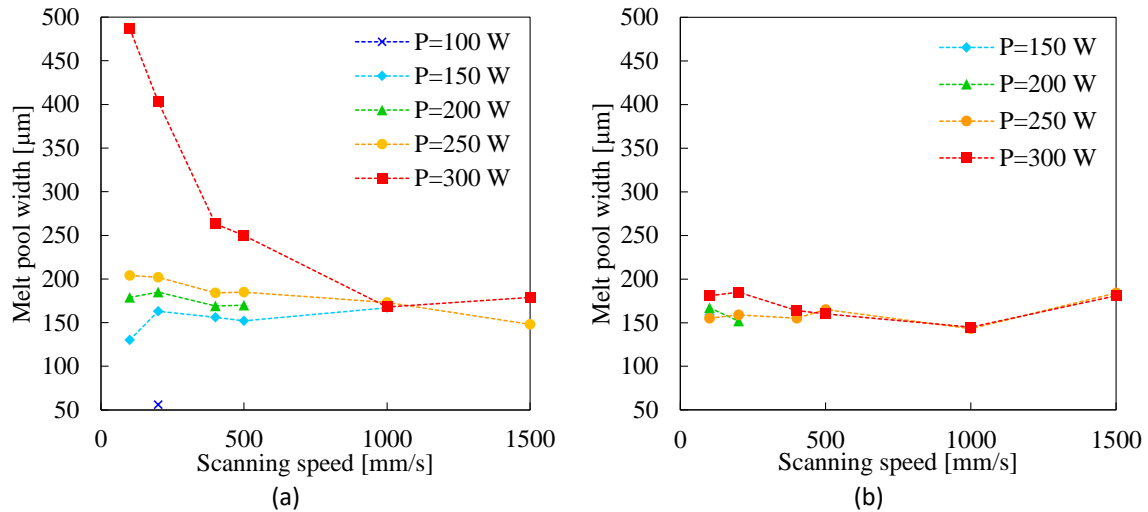 500
450
400
350
300
250
200
150
100
50
Melt pool width [µm]
P=100 W
P=150 W
P=200 W
P=250 W
P=300 W
0
500
1000
1500
Scanning speed [mm/s]
(a)
500
450
400
350
300
250
200
150
100
50
Melt pool width [µm]
P=150 W
P=200 W
P=250 W
P=300 W
0
500
1000
1500
Scanning speed [mm/s]
(b)